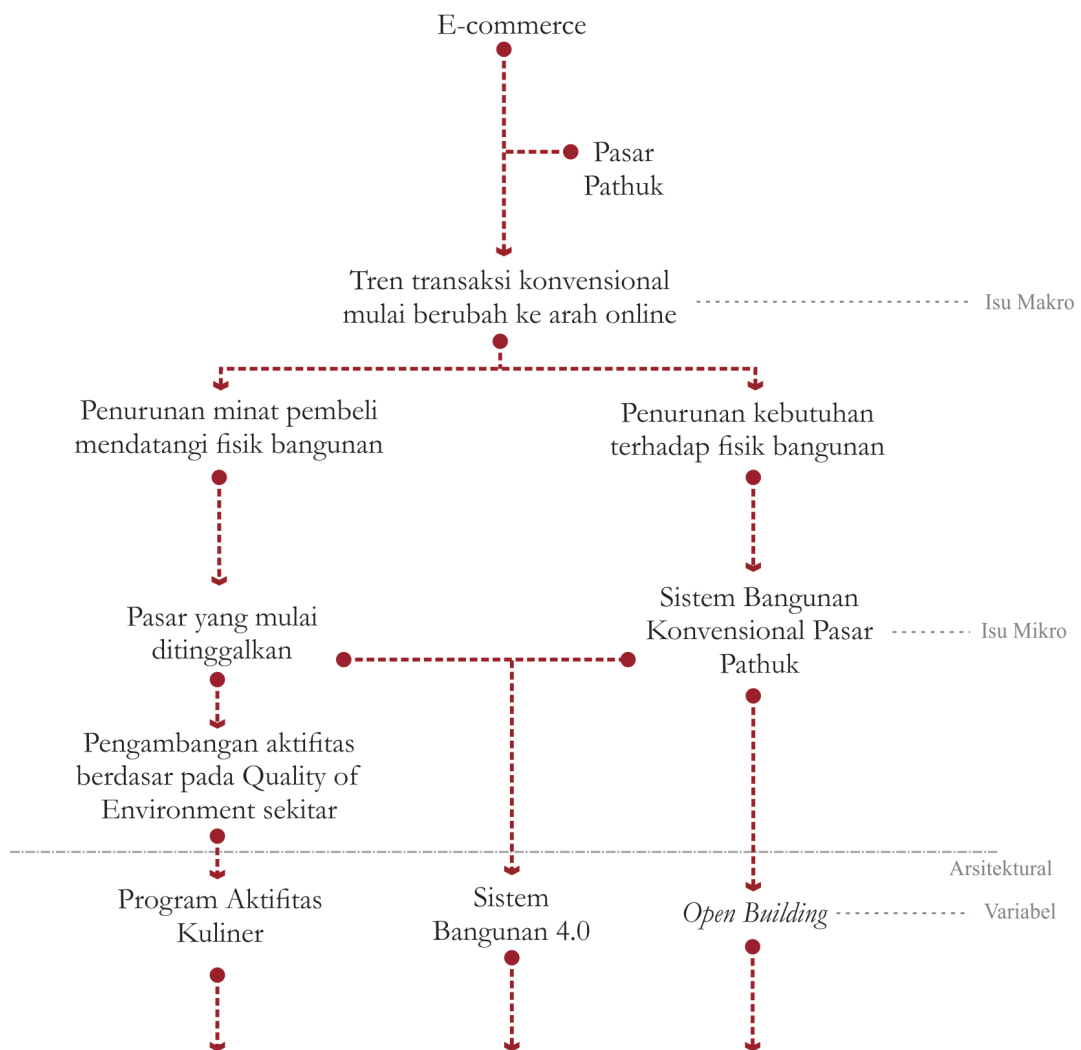 E-commerce
Pasar
Pathuk
Tren transaksi konvensional
mulai berubah ke arah online
Isu Makro
Penurunan minat pembeli
mendatangi fisik bangunan
Penurunan kebutuhan
terhadap fisik bangunan
Pasar yang mulai
ditinggalkan
Sistem Bangunan
Konvensional Pasar
Pathuk
Isu Mikro
Pengambangan aktifitas
berdasar pada Quality of
Environment sekitar
Arsitektural
Program Aktifitas
Kuliner
Sistem
Bangunan 4.0
Open Building
Variabel